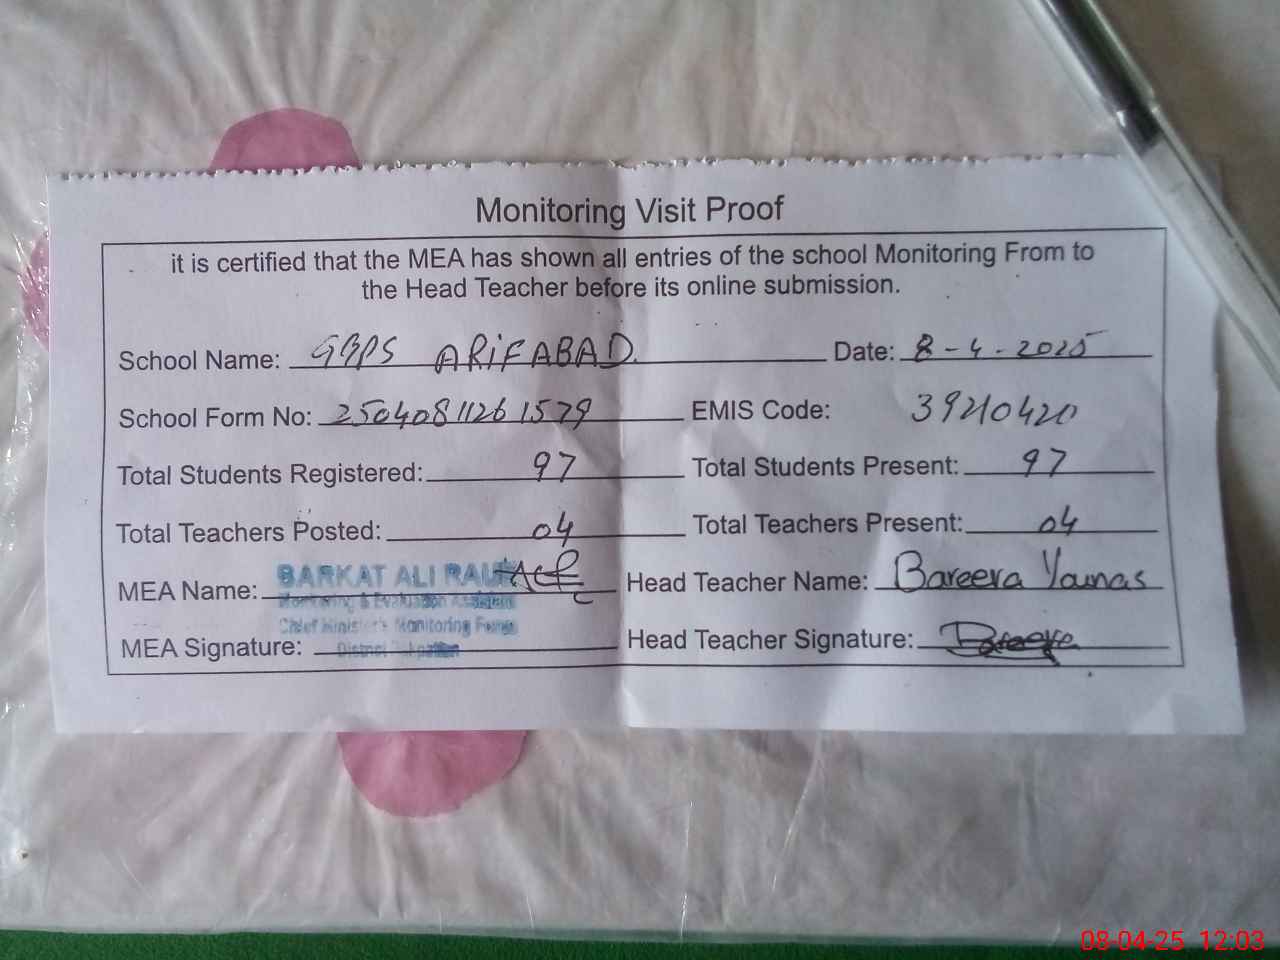 Monitoring Visit Proof
it is certified that the MEA has shown all entries of the school Monitoring From to
the Head Teacher before its online submission.
School Name: GGPS ARIFABAD. Date: 8-4-2025
School Form No: 2504081126 1579 EMIS Code: 39210420
Total Students Registered: 97 Total Students Present: 97
Total Teachers Posted: 04 Total Teachers Present: 04
MEA Name: BARKAT ALI RAUF Head Teacher Name: Bareera Younas
Monitoring & Evaluation Assistant
Chief Minister's Monitoring Force
MEA Signature: District Pakpattan Head Teacher Signature: Bareera
08-04-25 12:03